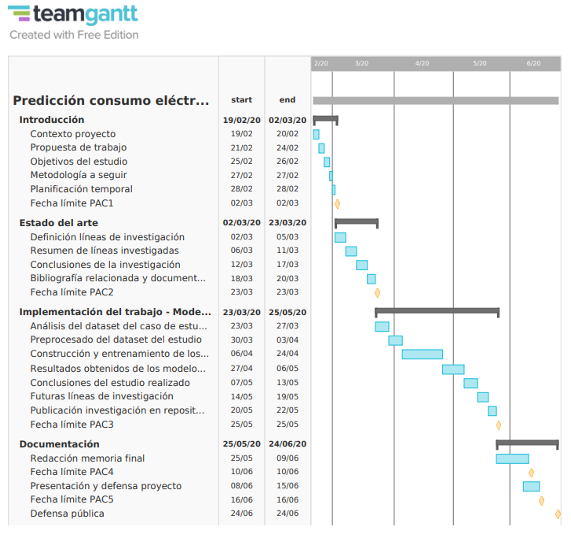 teamgantt
Created with Free Edition
2/20 3/20 4/20 5/20 6/20
Predicción consumo eléctr... start end
Introducción 19/02/20 02/03/20
Contexto proyecto 19/02 20/02
Propuesta de trabajo 21/02 24/02
Objetivos del estudio 25/02 26/02
Metodología a seguir 27/02 27/02
Planificación temporal 28/02 28/02
Fecha límite PAC1 02/03 02/03
Estado del arte 02/03/20 23/03/20
Definición líneas de investigación 02/03 05/03
Resumen de líneas investigadas 06/03 11/03
Conclusiones de la investigación 12/03 17/03
Bibliografía relacionada y document... 18/03 20/03
Fecha límite PAC2 23/03 23/03
Implementación del trabajo - Mode... 23/03/20 25/05/20
Análisis del dataset del caso de estu... 23/03 27/03
Preprocesado del dataset del estudio 30/03 03/04
Construcción y entrenamiento de los... 06/04 24/04
Resultados obtenidos de los modelo... 27/04 06/05
Conclusiones del estudio realizado 07/05 13/05
Futuras líneas de investigación 14/05 19/05
Publicación investigación en reposit... 20/05 22/05
Fecha límite PAC3 25/05 25/05
Documentación 25/05/20 24/06/20
Redacción memoria final 25/05 09/06
Fecha límite PAC4 10/06 10/06
Presentación y defensa proyecto 08/06 15/06
Fecha límite PAC5 16/06 16/06
Defensa pública 24/06 24/06